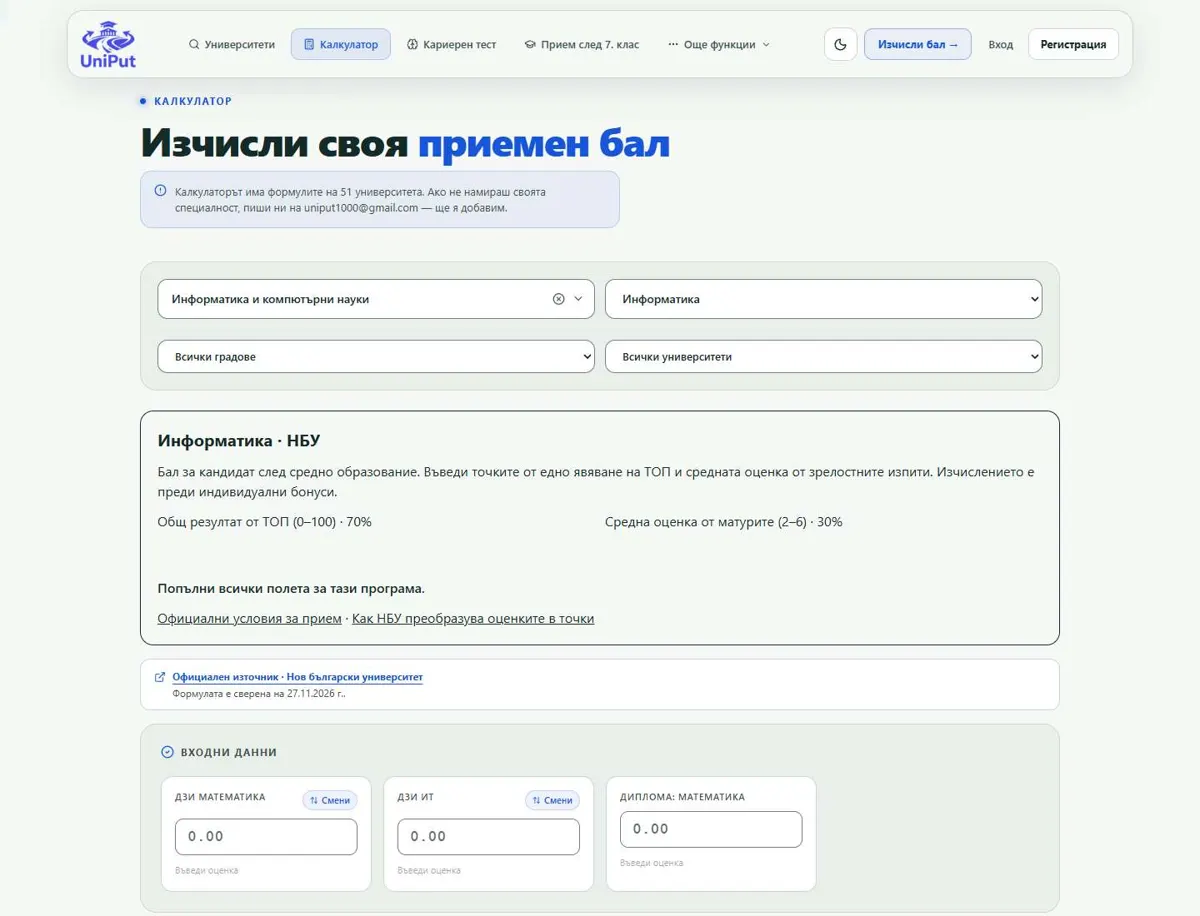 UniPut
Университети
Калкулатор
Кариерен тест
Прием след 7. клас
Още функции
Изчисли бал →
Вход
Регистрация
КАЛКУЛАТОР
Изчисли своя приемен бал
Калкулаторът има формулите на 51 университета. Ако не намираш своята
специалност, пиши ни на uniput1000@gmail.com — ще я добавим.
Информатика и компютърни науки
Информатика
Всички градове
Всички университети
Информатика · НБУ
Бал за кандидат след средно образование. Въведи точките от едно явяване на ТОП и средната оценка от зрелостните изпити. Изчислението е
преди индивидуални бонуси.
Общ резултат от ТОП (0–100) · 70%
Средна оценка от матурите (2–6) · 30%
Попълни всички полета за тази програма.
Официални условия за прием · Как НБУ преобразува оценките в точки
Официален източник · Нов български университет
Формулата е сверена на 27.11.2026 г..
ВХОДНИ ДАННИ
ДЗИ МАТЕМАТИКА
Смени
0.00
Въведи оценка
ДЗИ ИТ
Смени
0.00
Въведи оценка
ДИПЛОМА: МАТЕМАТИКА
0.00
Въведи оценка